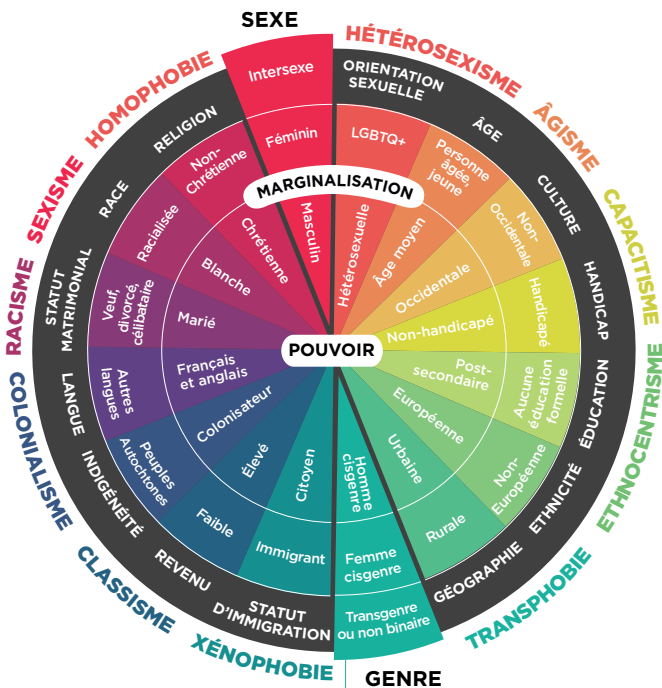 SEXE
HÉTÉROSEXISME
ÂGISME
CAPACITISME
ETHNOCENTRISME
TRANSPHOBIE
GENRE
XÉNOPHOBIE
CLASSISME
COLONIALISME
RACISME
SEXISME
HOMOPHOBIE
ORIENTATION
SEXUELLE
ÂGE
CULTURE
HANDICAP
ÉDUCATION
ETHNICITÉ
GÉOGRAPHIE
STATUT
D'IMMIGRATION
REVENU
INDIGÉNÉITÉ
LANGUE
STATUT
MATRIMONIAL
RACE
RELIGION
Intersexe
Féminin
LGBTQ+
Personne
âgée,
jeune
Non-
Occidentale
Handicapé
Aucune
éducation
formelle
Non-
Européenne
Rurale
Femme
cisgenre
Transgenre
ou non binaire
Immigrant
Faible
Peuples
Autochtones
Autres
langues
Veuf,
divorcé,
célibataire
Racialisée
Non-
Chrétienne
MARGINALISATION
Masculin
Hétérosexuelle
Âge moyen
Occidentale
Non-handicapé
Post-
secondaire
Européenne
Urbaine
Homme
cisgenre
Citoyen
Élevé
Colonisateur
Français
et anglais
Marié
Blanche
Chrétienne
POUVOIR